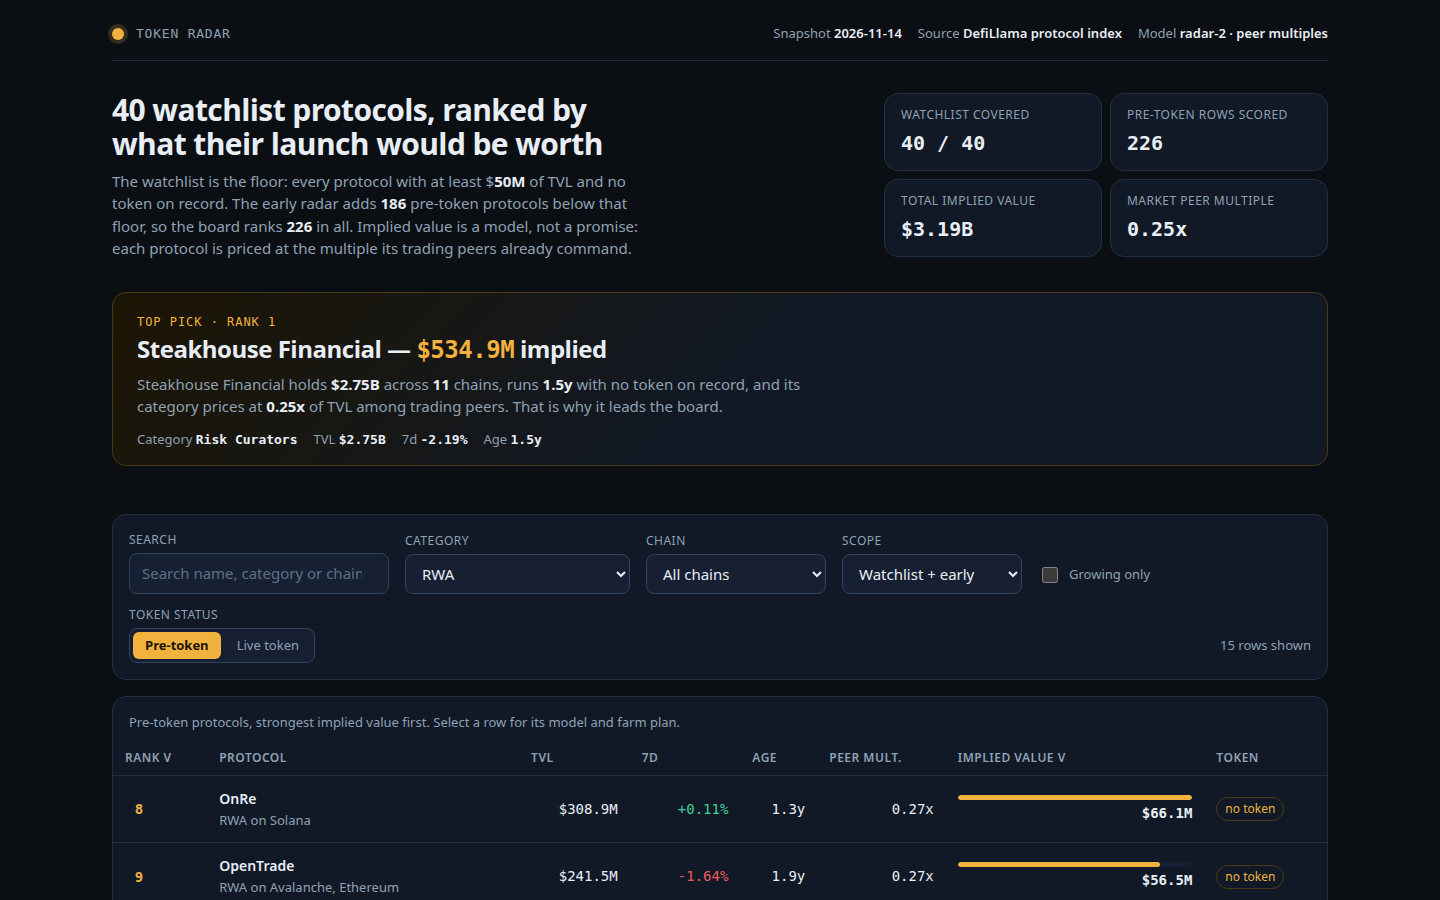 TOKEN RADAR
Snapshot 2026-11-14 Source DefiLlama protocol index Model radar-2 · peer multiples
40 watchlist protocols, ranked by
what their launch would be worth
The watchlist is the floor: every protocol with at least $50M of TVL and no
token on record. The early radar adds 186 pre-token protocols below that
floor, so the board ranks 226 in all. Implied value is a model, not a promise:
each protocol is priced at the multiple its trading peers already command.
WATCHLIST COVERED
40 / 40
PRE-TOKEN ROWS SCORED
226
TOTAL IMPLIED VALUE
$3.19B
MARKET PEER MULTIPLE
0.25x
TOP PICK · RANK 1
Steakhouse Financial — $534.9M implied
Steakhouse Financial holds $2.75B across 11 chains, runs 1.5y with no token on record, and its
category prices at 0.25x of TVL among trading peers. That is why it leads the board.
Category Risk Curators TVL $2.75B 7d -2.19% Age 1.5y
SEARCH
Search name, category or chain
CATEGORY
RWA
CHAIN
All chains
SCOPE
Watchlist + early
Growing only
TOKEN STATUS
Pre-token Live token
15 rows shown
Pre-token protocols, strongest implied value first. Select a row for its model and farm plan.
RANK V PROTOCOL TVL 7D AGE PEER MULT. IMPLIED VALUE V TOKEN
8 OnRe $308.9M +0.11% 1.3y 0.27x $66.1M no token
RWA on Solana
9 OpenTrade $241.5M -1.64% 1.9y 0.27x $56.5M no token
RWA on Avalanche, Ethereum